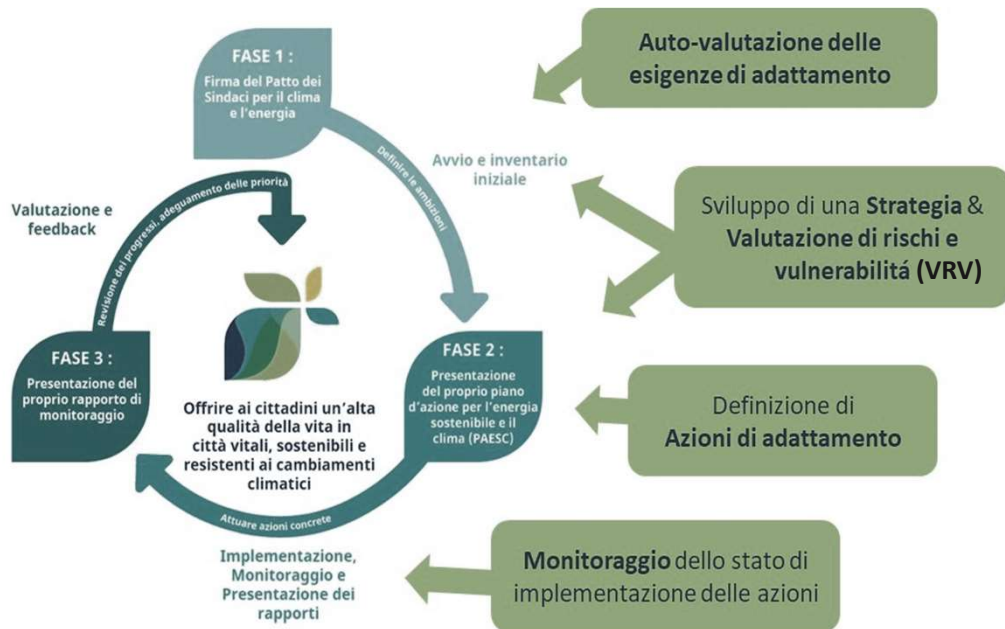 FASE 1 :
Firma del Patto dei
Sindaci per il clima
e l'energia
Definire le ambizioni
Avvio e inventario
iniziale
FASE 2 :
Presentazione
del proprio piano
d'azione per l'energia
sostenibile e il
clima (PAESC)
Attuare azioni concrete
Implementazione,
Monitoraggio e
Presentazione dei
rapporti
FASE 3 :
Presentazione del
proprio rapporto di
monitoraggio
Revisione dei progressi, adeguamento delle priorità
Valutazione e
feedback
Offrire ai cittadini un'alta
qualità della vita in
città vitali, sostenibili e
resistenti ai cambiamenti
climatici
Auto-valutazione delle
esigenze di adattamento
Sviluppo di una Strategia &
Valutazione di rischi e
vulnerabilitá (VRV)
Definizione di
Azioni di adattamento
Monitoraggio dello stato di
implementazione delle azioni